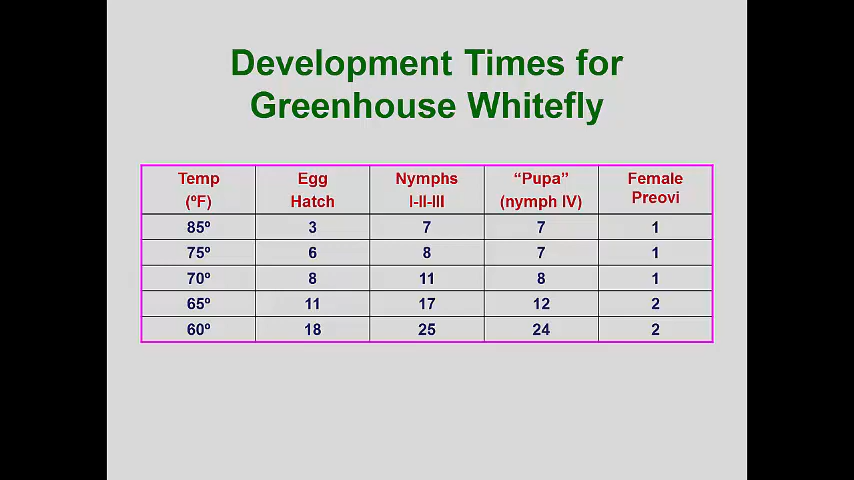 Development Times for
Greenhouse Whitefly
Temp (ºF) Egg Hatch Nymphs I-II-III “Pupa” (nymph IV) Female Preovi
85º 3 7 7 1
75º 6 8 7 1
70º 8 11 8 1
65º 11 17 12 2
60º 18 25 24 2